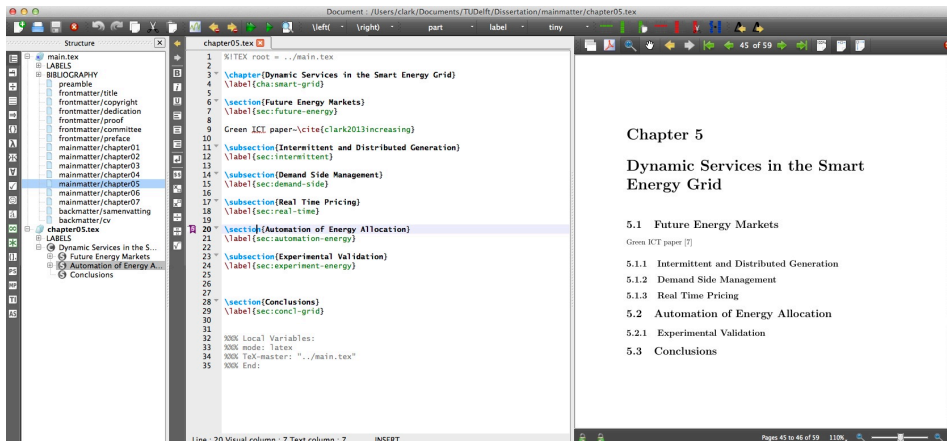 Document : /Users/clark/Documents/TUDelft/Dissertation/mainmatter/chapter05.tex
\left( \right) part label tiny
45 of 59
Structure
main.tex
LABELS
BIBLIOGRAPHY
preamble
frontmatter/title
frontmatter/copyright
frontmatter/dedication
frontmatter/proof
frontmatter/committee
frontmatter/preface
mainmatter/chapter01
mainmatter/chapter02
mainmatter/chapter03
mainmatter/chapter04
mainmatter/chapter05
mainmatter/chapter06
mainmatter/chapter07
backmatter/samenvatting
backmatter/cv
chapter05.tex
LABELS
Dynamic Services in the S...
Future Energy Markets
Automation of Energy A...
Conclusions
chapter05.tex
1 %!TEX root = ../main.tex
2
3 \chapter{Dynamic Services in the Smart Energy Grid}
4 \label{cha:smart-grid}
5
6 \section{Future Energy Markets}
7 \label{sec:future-energy}
8
9 Green ICT paper~\cite{clark2013increasing}
10
11 \subsection{Intermittent and Distributed Generation}
12 \label{sec:intermittent}
13
14 \subsection{Demand Side Management}
15 \label{sec:demand-side}
16
17 \subsection{Real Time Pricing}
18 \label{sec:real-time}
19
20 \section{Automation of Energy Allocation}
21 \label{sec:automation-energy}
22
23 \subsection{Experimental Validation}
24 \label{sec:experiment-energy}
25
26
27
28 \section{Conclusions}
29 \label{sec:concl-grid}
30
31
32 %%% Local Variables:
33 %%% mode: latex
34 %%% TeX-master: "../main.tex"
35 %%% End:
Line : 20 Visual column : 7 Text column : 7 INSERT
Chapter 5
Dynamic Services in the Smart
Energy Grid
5.1 Future Energy Markets
Green ICT paper [7]
5.1.1 Intermittent and Distributed Generation
5.1.2 Demand Side Management
5.1.3 Real Time Pricing
5.2 Automation of Energy Allocation
5.2.1 Experimental Validation
5.3 Conclusions
Pages 45 to 46 of 59 110%